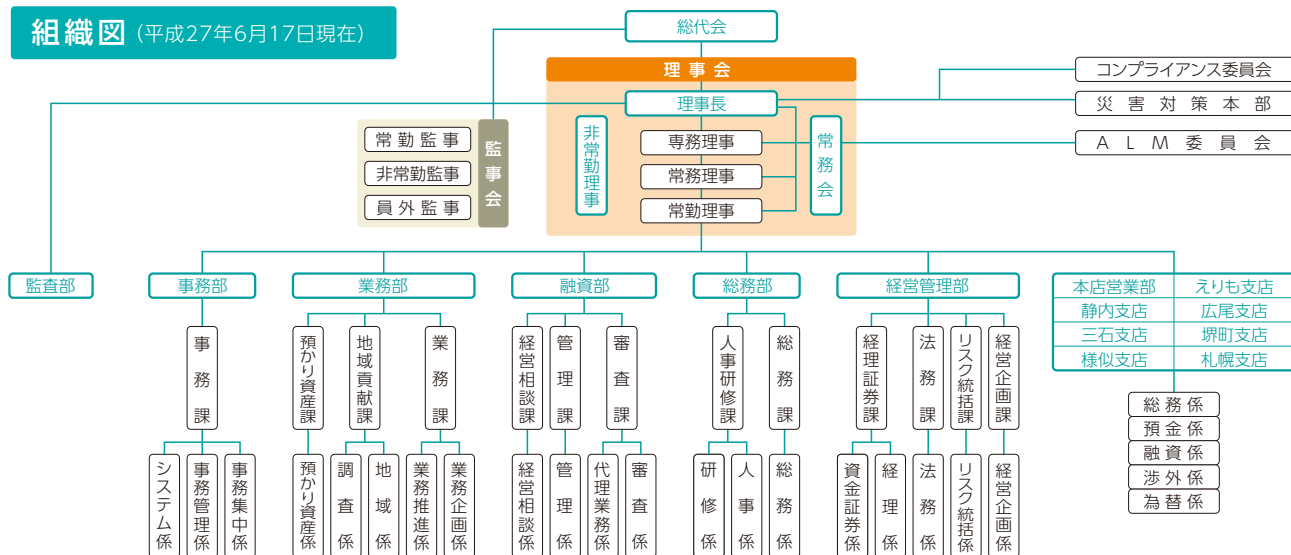 組織図 (平成27年6月17日現在)
総代会
理事会
理事長
非常勤理事
専務理事
常務理事
常勤理事
常務会
コンプライアンス委員会
災害対策本部
ALM委員会
常勤監事
非常勤監事
員外監事
監事会
監査部
事務部
業務部
融資部
総務部
経営管理部
本店営業部 えりも支店
静内支店 広尾支店
三石支店 堺町支店
様似支店 札幌支店
事務課
預かり資産課
地域貢献課
業務課
経営相談課
管理課
審査課
人事研修課
総務課
経理証券課
法務課
リスク統括課
経営企画課
システム係
事務管理係
事務集中係
預かり資産係
調査係
地域係
業務推進係
業務企画係
経営相談係
管理係
代理業務係
審査係
研修係
人事係
総務係
資金証券係
経理係
法務係
リスク統括係
経営企画係
総務係
預金係
融資係
渉外係
為替係